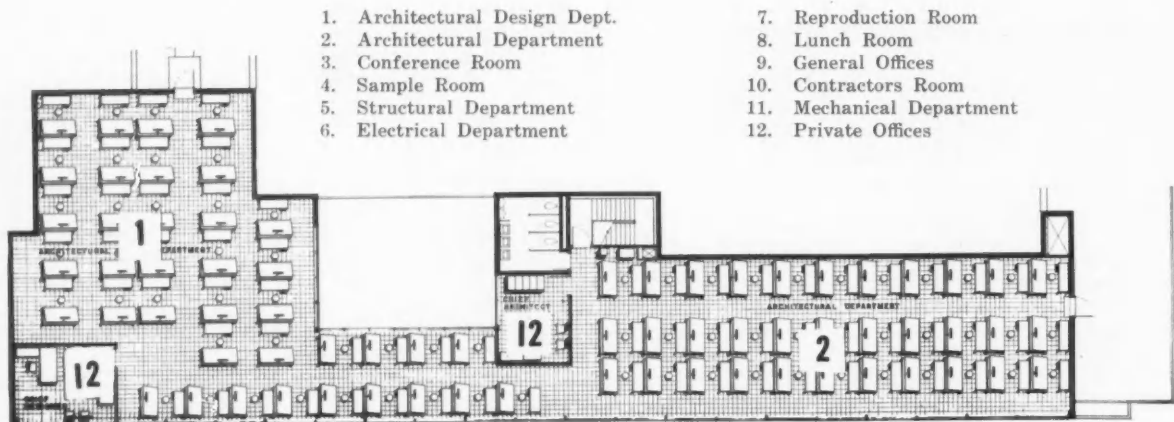 1. Architectural Design Dept.
2. Architectural Department
3. Conference Room
4. Sample Room
5. Structural Department
6. Electrical Department
7. Reproduction Room
8. Lunch Room
9. General Offices
10. Contractors Room
11. Mechanical Department
12. Private Offices
1
ARCHITECTURAL
CHIEF
ARCHITECT
12
ARCHITECTURAL DEPARTMENT
2
12
CHIEF